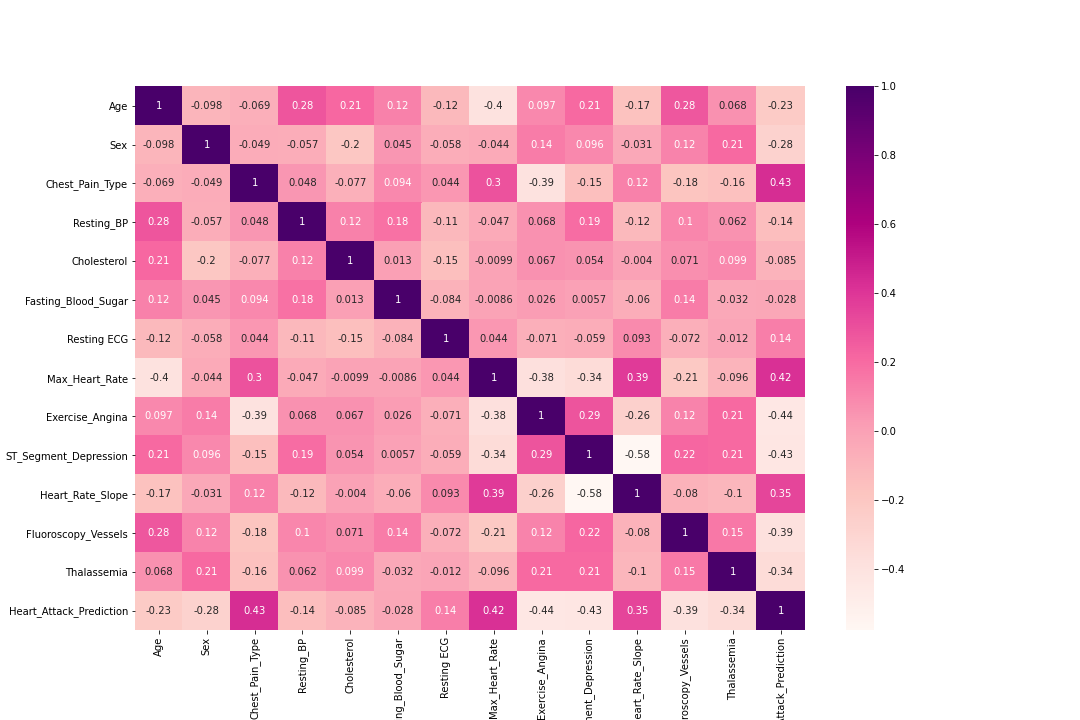 1.0
Age 1 -0.098 -0.069 0.28 0.21 0.12 -0.12 -0.4 0.097 0.21 -0.17 0.28 0.068 -0.23
Sex -0.098 1 -0.049 -0.057 -0.2 0.045 -0.058 -0.044 0.14 0.096 -0.031 0.12 0.21 -0.28
0.8
Chest_Pain_Type -0.069 -0.049 1 0.048 -0.077 0.094 0.044 0.3 -0.39 -0.15 0.12 -0.18 -0.16 0.43
0.6
Resting_BP 0.28 -0.057 0.048 1 0.12 0.18 -0.11 -0.047 0.068 0.19 -0.12 0.1 0.062 -0.14
Cholesterol 0.21 -0.2 -0.077 0.12 1 0.013 -0.15 -0.0099 0.067 0.054 -0.004 0.071 0.099 -0.085
0.4
Fasting_Blood_Sugar 0.12 0.045 0.094 0.18 0.013 1 -0.084 -0.0086 0.026 0.0057 -0.06 0.14 -0.032 -0.028
Resting ECG -0.12 -0.058 0.044 -0.11 -0.15 -0.084 1 0.044 -0.071 -0.059 0.093 -0.072 -0.012 0.14
0.2
Max_Heart_Rate -0.4 -0.044 0.3 -0.047 -0.0099 -0.0086 0.044 1 -0.38 -0.34 0.39 -0.21 -0.096 0.42
Exercise_Angina 0.097 0.14 -0.39 0.068 0.067 0.026 -0.071 -0.38 1 0.29 -0.26 0.12 0.21 -0.44
0.0
ST_Segment_Depression 0.21 0.096 -0.15 0.19 0.054 0.0057 -0.059 -0.34 0.29 1 -0.58 0.22 0.21 -0.43
Heart_Rate_Slope -0.17 -0.031 0.12 -0.12 -0.004 -0.06 0.093 0.39 -0.26 -0.58 1 -0.08 -0.1 0.35
−0.2
Fluoroscopy_Vessels 0.28 0.12 -0.18 0.1 0.071 0.14 -0.072 -0.21 0.12 0.22 -0.08 1 0.15 -0.39
Thalassemia 0.068 0.21 -0.16 0.062 0.099 -0.032 -0.012 -0.096 0.21 0.21 -0.1 0.15 1 -0.34
−0.4
Heart_Attack_Prediction -0.23 -0.28 0.43 -0.14 -0.085 -0.028 0.14 0.42 -0.44 -0.43 0.35 -0.39 -0.34 1
Age
Sex
Chest_Pain_Type
Resting_BP
Cholesterol
ng_Blood_Sugar
Resting ECG
Max_Heart_Rate
Exercise_Angina
ment_Depression
eart_Rate_Slope
roscopy_Vessels
Thalassemia
Attack_Prediction